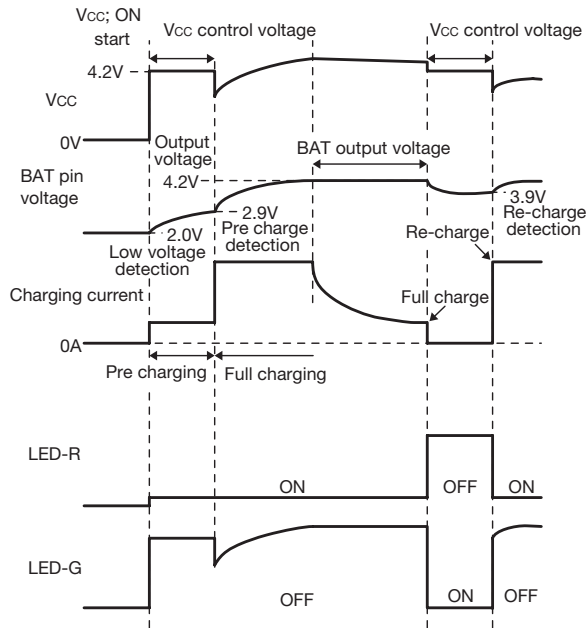 Vcc; ON
start
Vcc control voltage
Vcc control voltage
4.2V
Vcc
0V
Output
voltage
BAT output voltage
BAT pin
voltage
4.2V
2.9V
3.9V
Pre charge
detection
Re-charge
detection
2.0V
Low voltage
detection
Re-charge
Charging current
Full charge
0A
Pre charging
Full charging
LED-R
ON
OFF
ON
LED-G
OFF
ON
OFF